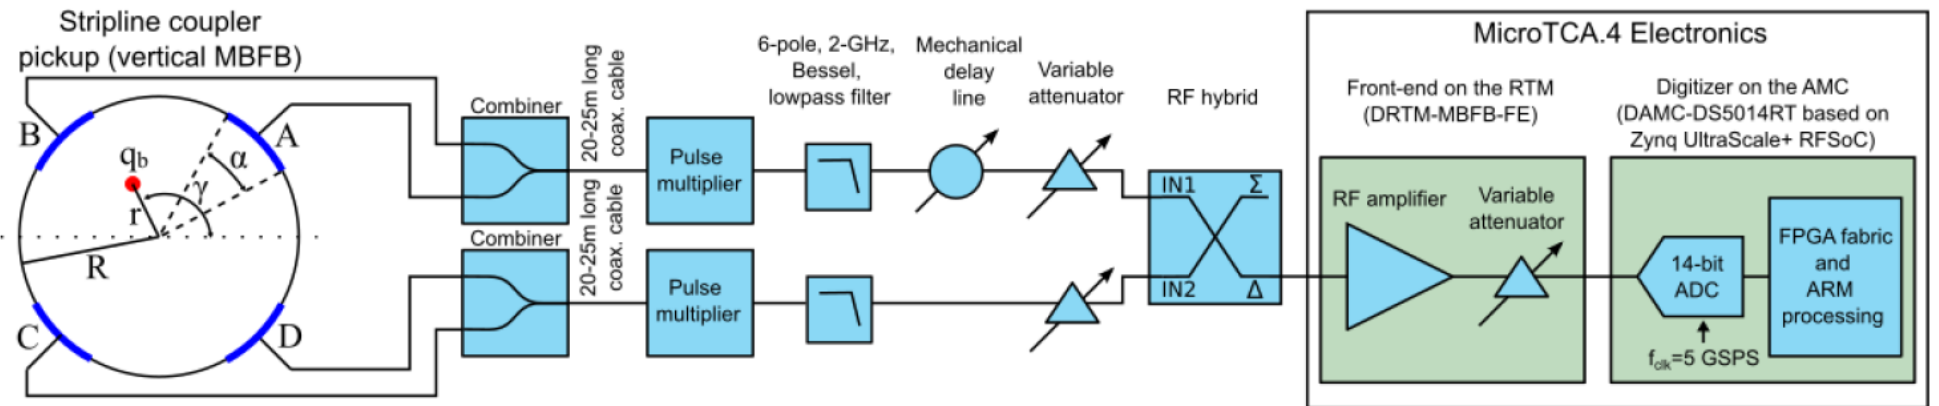 Stripline coupler
pickup (vertical MBFB)
B
A
q_b
α
γ
r
R
C
D
Combiner
Combiner
20-25m long
coax. cable
20-25m long
coax. cable
Pulse
multiplier
Pulse
multiplier
6-pole, 2-GHz,
Bessel,
lowpass filter
Mechanical
delay
line
Variable
attenuator
RF hybrid
IN1
Σ
IN2
Δ
MicroTCA.4 Electronics
Front-end on the RTM
(DRTM-MBFB-FE)
RF amplifier
Variable
attenuator
Digitizer on the AMC
(DAMC-DS5014RT based on
Zynq UltraScale+ RFSoC)
14-bit
ADC
f_clk=5 GSPS
FPGA fabric
and
ARM
processing